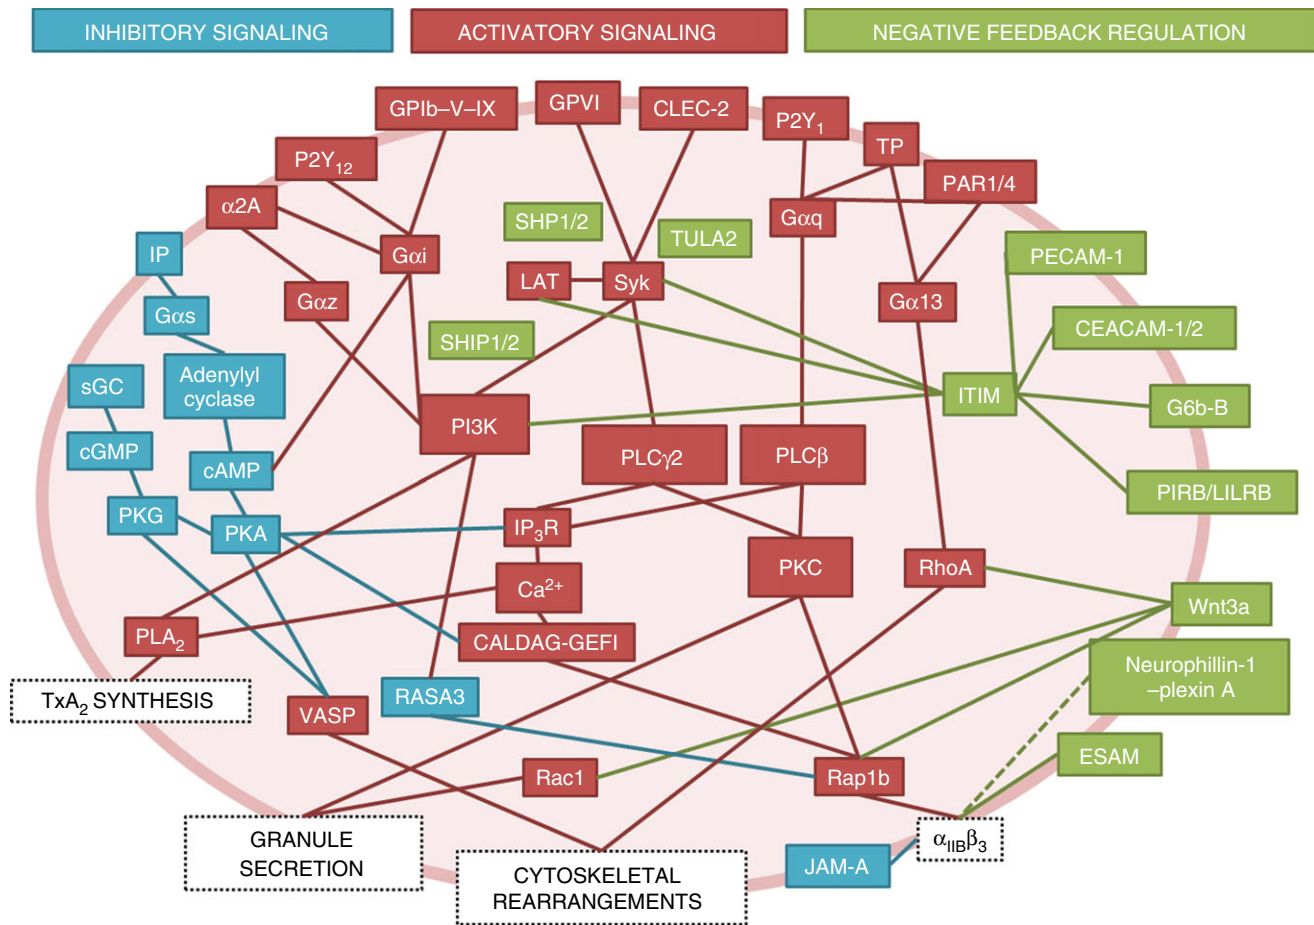 INHIBITORY SIGNALING
ACTIVATORY SIGNALING
NEGATIVE FEEDBACK REGULATION
GPIb–V–IX
GPVI
CLEC-2
P2Y₁
TP
P2Y₁₂
PAR1/4
α2A
SHP1/2
Gαq
TULA2
IP
Gαi
PECAM-1
LAT
Syk
Gαz
Gα13
Gαs
CEACAM-1/2
SHIP1/2
sGC
Adenylyl
cyclase
ITIM
G6b-B
PI3K
cGMP
cAMP
PLCγ2
PLCβ
PIRB/LILRB
PKG
PKA
IP₃R
PKC
RhoA
Ca²⁺
Wnt3a
PLA₂
CALDAG-GEFI
Neurophillin-1
–plexin A
TxA₂ SYNTHESIS
VASP
RASA3
ESAM
Rac1
Rap1b
GRANULE
SECRETION
αIIBβ₃
JAM-A
CYTOSKELETAL
REARRANGEMENTS